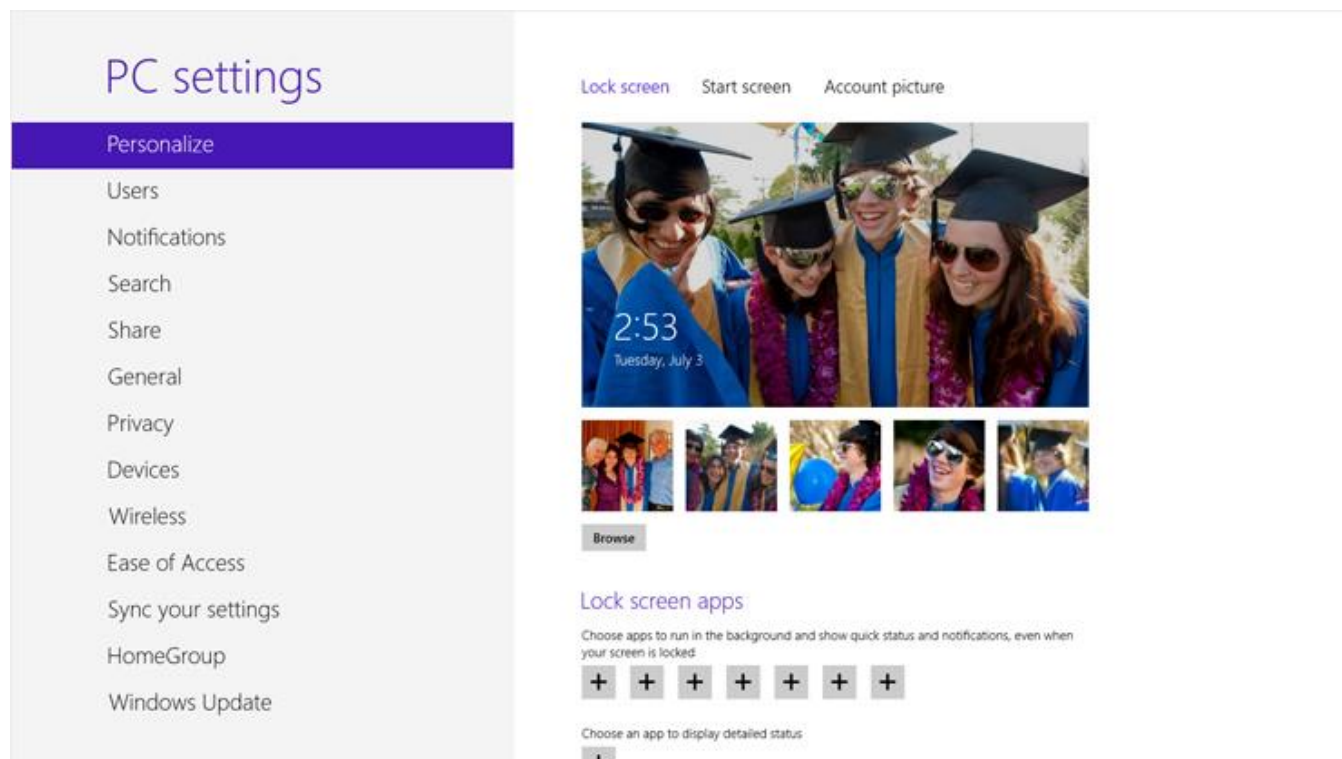 PC settings
Personalize
Users
Notifications
Search
Share
General
Privacy
Devices
Wireless
Ease of Access
Sync your settings
HomeGroup
Windows Update
Lock screen Start screen Account picture
2:53
Tuesday, July 3
Browse
Lock screen apps
Choose apps to run in the background and show quick status and notifications, even when
your screen is locked
+ + + + + + +
Choose an app to display detailed status
+